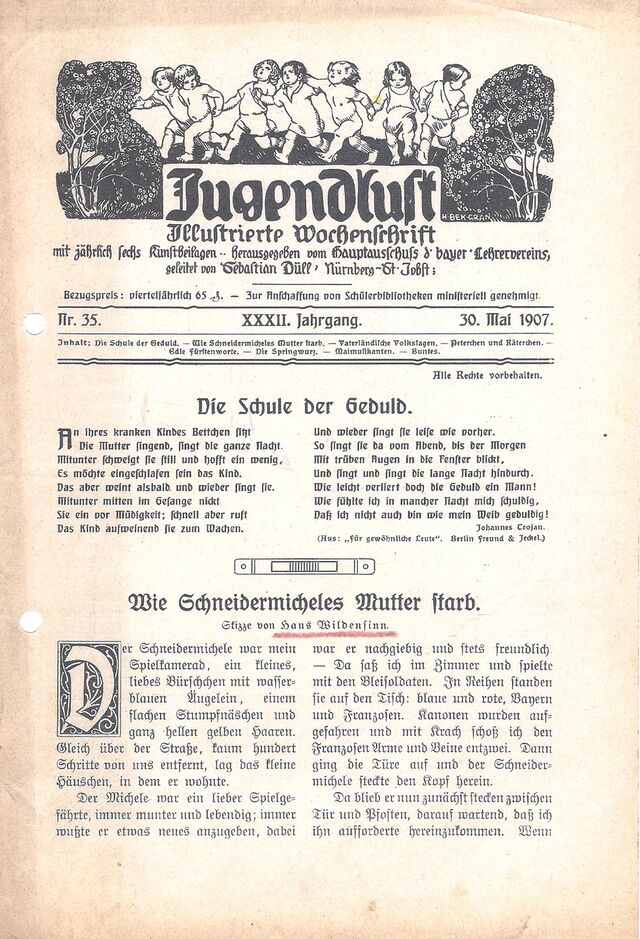 Jugendlust
H·BEK·GRAN
Illustrierte Wochenschrift
mit jährlich sechs Kunstbeilagen·· herausgegeben vom Hauptausschuss d· bayer·Lehrervereins,
geleitet von Sebastian Düll, Nürnberg-St·Jobst;
Bezugspreis: vierteljährlich 65 ₰. — Zur Anschaffung von Schülerbibliotheken ministeriell genehmigt.
Nr. 35. XXXII. Jahrgang. 30. Mai 1907.
Inhalt: Die Schule der Geduld. — Wie Schneidermicheles Mutter starb. — Vaterländische Volkslagen. — Peterchen und Käterchen. —
Edle Fürstenworte. — Die Springwurz. — Maimusikanten. — Buntes.
Alle Rechte vorbehalten.
Die Schule der Geduld.
An ihres kranken Kindes Bettchen sitzt
Die Mutter singend, singt die ganze Nacht.
Mitunter schweigt sie still und hofft ein wenig,
Es möchte eingeschlafen sein das Kind.
Das aber weint alsbald und wieder singt sie.
Mitunter mitten im Gesange nickt
Sie ein vor Müdigkeit; schnell aber ruft
Das Kind aufweinend sie zum Wachen.
Und wieder singt sie leise wie vorher.
So singt sie da vom Abend, bis der Morgen
Mit trüben Augen in die Fenster blickt,
Und singt und singt die lange Nacht hindurch.
Wie leicht verliert doch die Geduld ein Mann!
Wie fühlte ich in mancher Nacht mich schuldig,
Daß ich nicht auch bin wie mein Weib geduldig!
Johannes Trojan.
(Aus: „Für gewöhnliche Leute“. Berlin Freund & Jeckel.)
Wie Schneidermicheles Mutter starb.
Skizze von Hans Wildensinn.
Der Schneidermichele war mein
Spielkamerad, ein kleines,
liebes Bürschchen mit wasser-
blauen Äugelein, einem
flachen Stumpfnäschen und
ganz hellen gelben Haaren.
Gleich über der Straße, kaum hundert
Schritte von uns entfernt, lag das kleine
Häuschen, in dem er wohnte.
Der Michele war ein lieber Spielge-
fährte, immer munter und lebendig; immer
wußte er etwas neues anzugeben, dabei
war er nachgiebig und stets freundlich
— Da saß ich im Zimmer und spielte
mit den Bleisoldaten. In Reihen standen
sie auf den Tisch: blaue und rote, Bayern
und Franzosen. Kanonen wurden auf-
gefahren und mit Krach schoß ich den
Franzosen Arme und Beine entzwei. Dann
ging die Türe auf und der Schneider-
michele steckte den Kopf herein.
Da blieb er nun zunächst stecken zwischen
Tür und Pfosten, darauf wartend, daß ich
ihn aufforderte hereinzukommen. Wenn